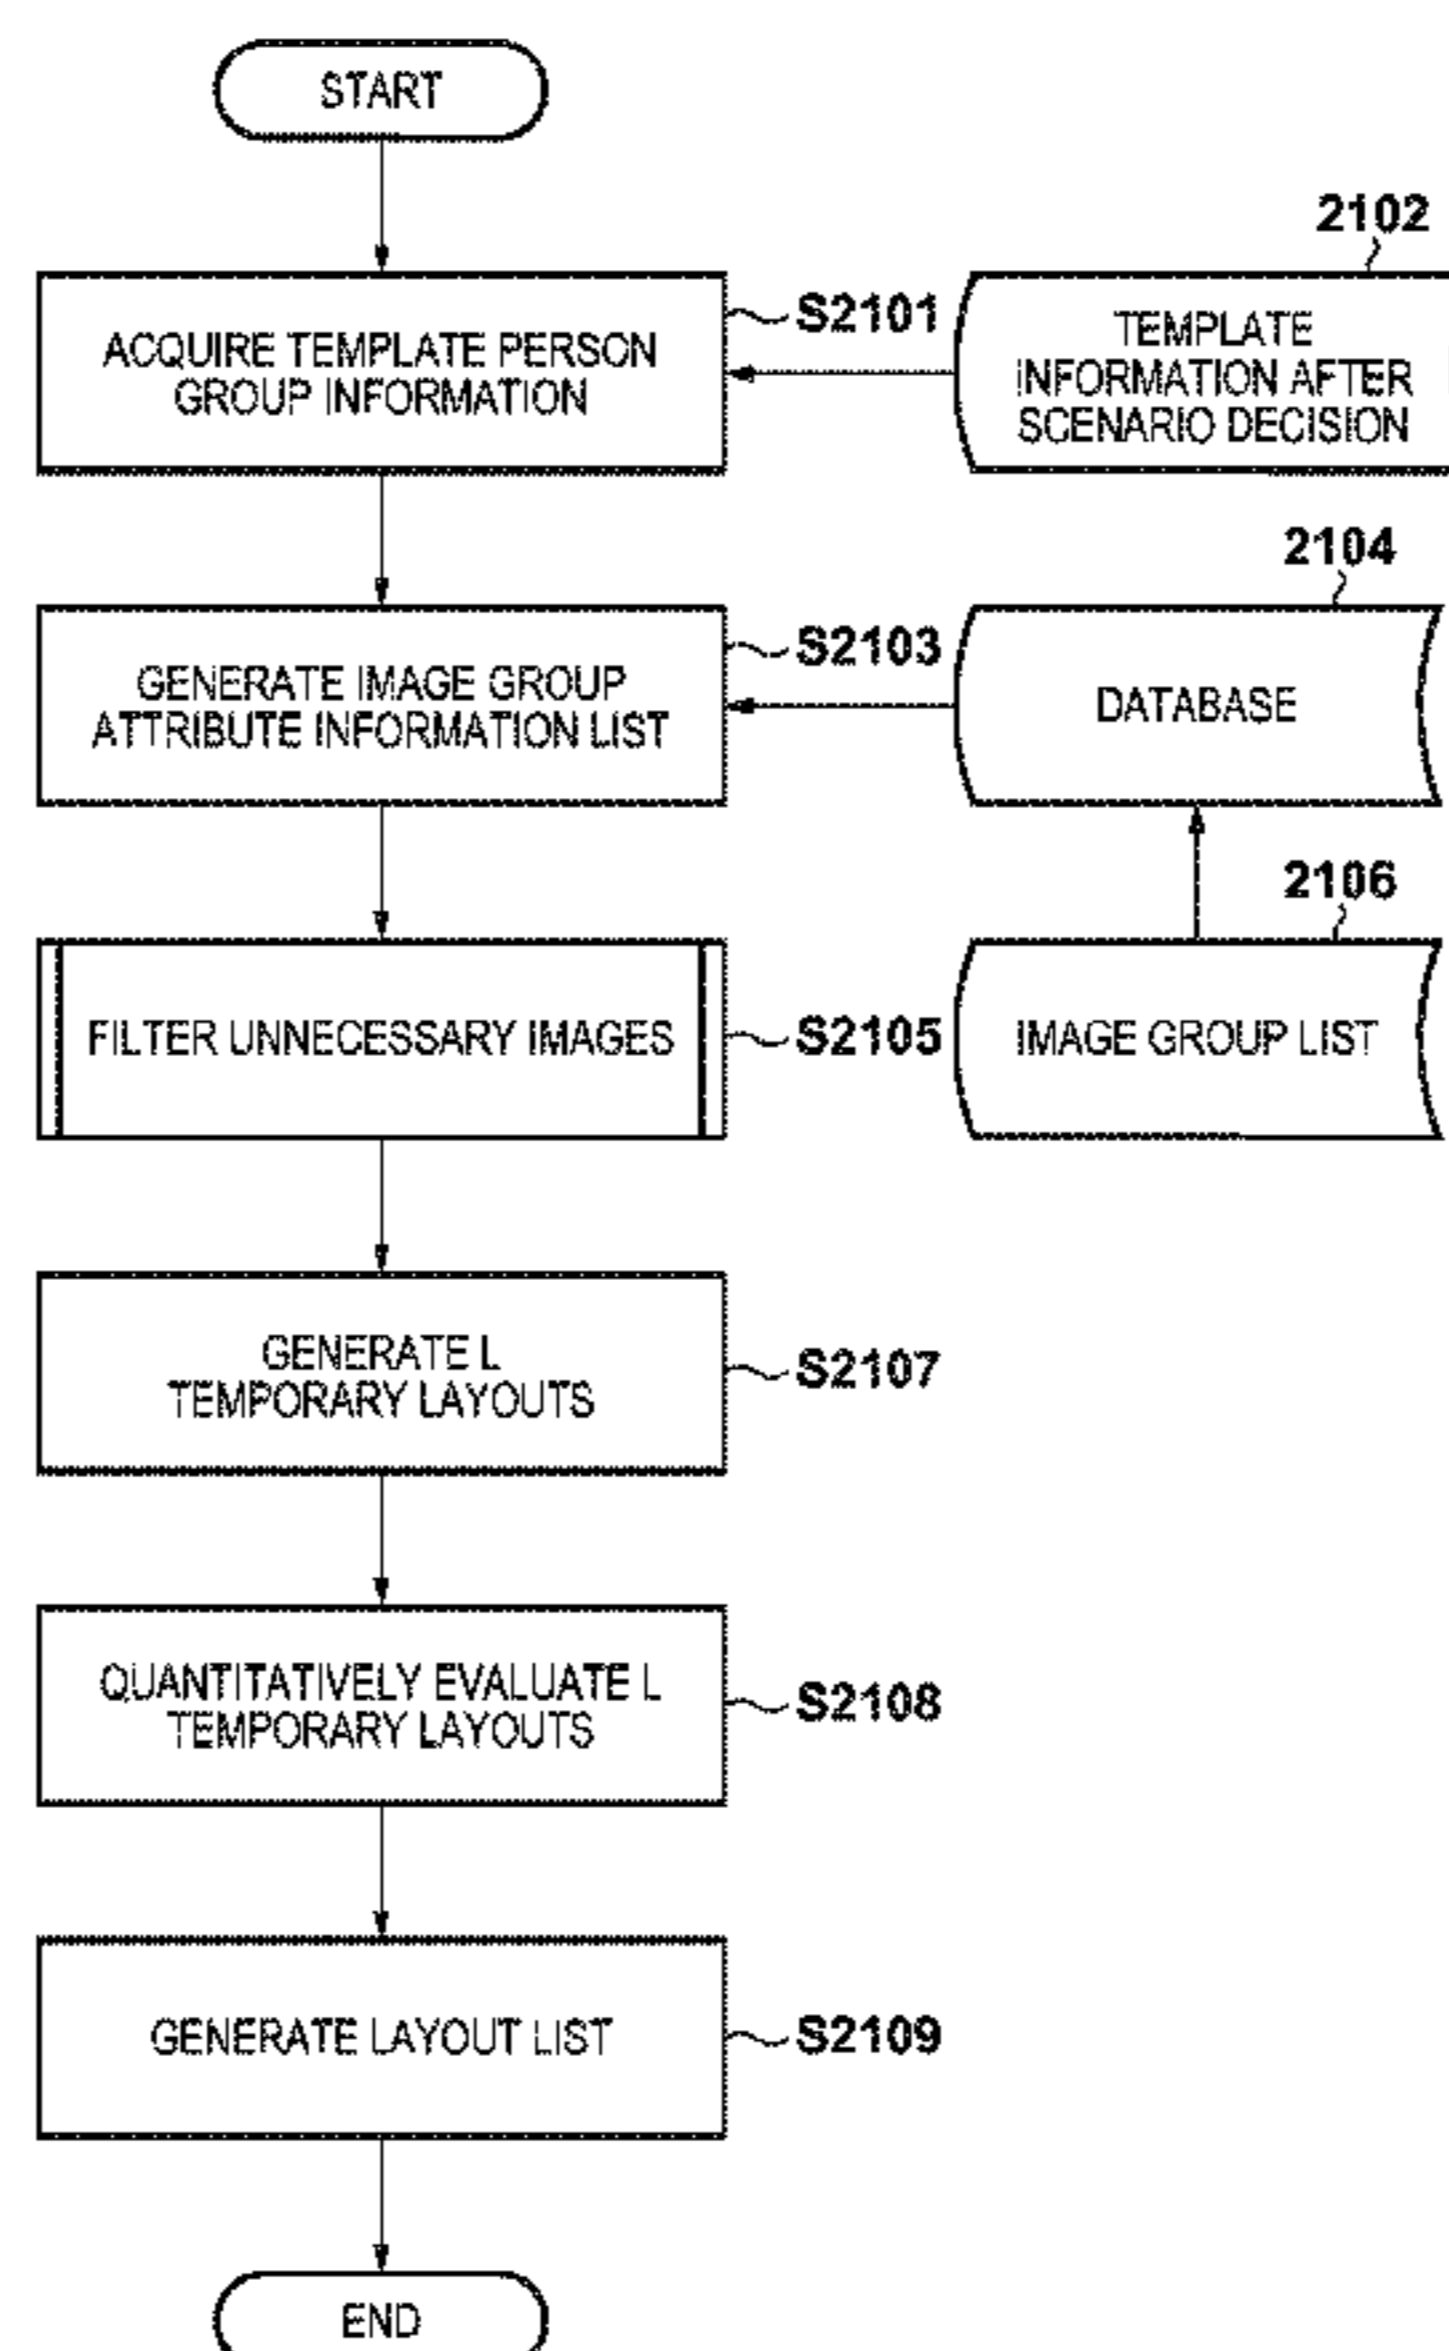 START
2102
ACQUIRE TEMPLATE PERSON
GROUP INFORMATION
S2101
TEMPLATE
INFORMATION AFTER
SCENARIO DECISION
2104
GENERATE IMAGE GROUP
ATTRIBUTE INFORMATION LIST
S2103
DATABASE
2106
FILTER UNNECESSARY IMAGES
S2105
IMAGE GROUP LIST
GENERATE L
TEMPORARY LAYOUTS
S2107
QUANTITATIVELY EVALUATE L
TEMPORARY LAYOUTS
S2108
GENERATE LAYOUT LIST
S2109
END